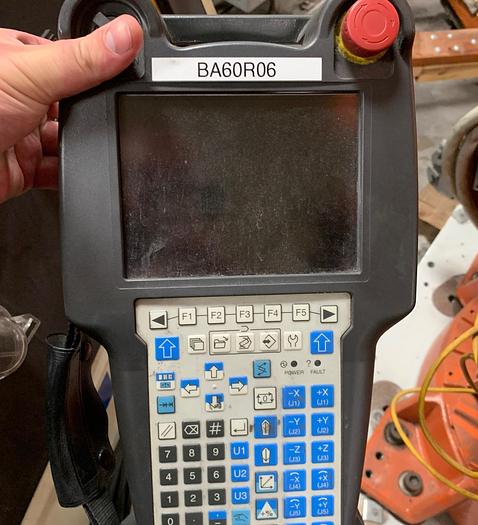 BA60R06
F1 F2 F3 F4 F5
POWER FAULT
-X (J1) +X (J1)
-Y (J2) +Y (J2)
# -Z (J3) +Z (J3)
7 8 9 U1
-X (J4) +X (J4)
4 5 6 U2
1 2 3 U3
-Y (J5) +Y (J5)
0